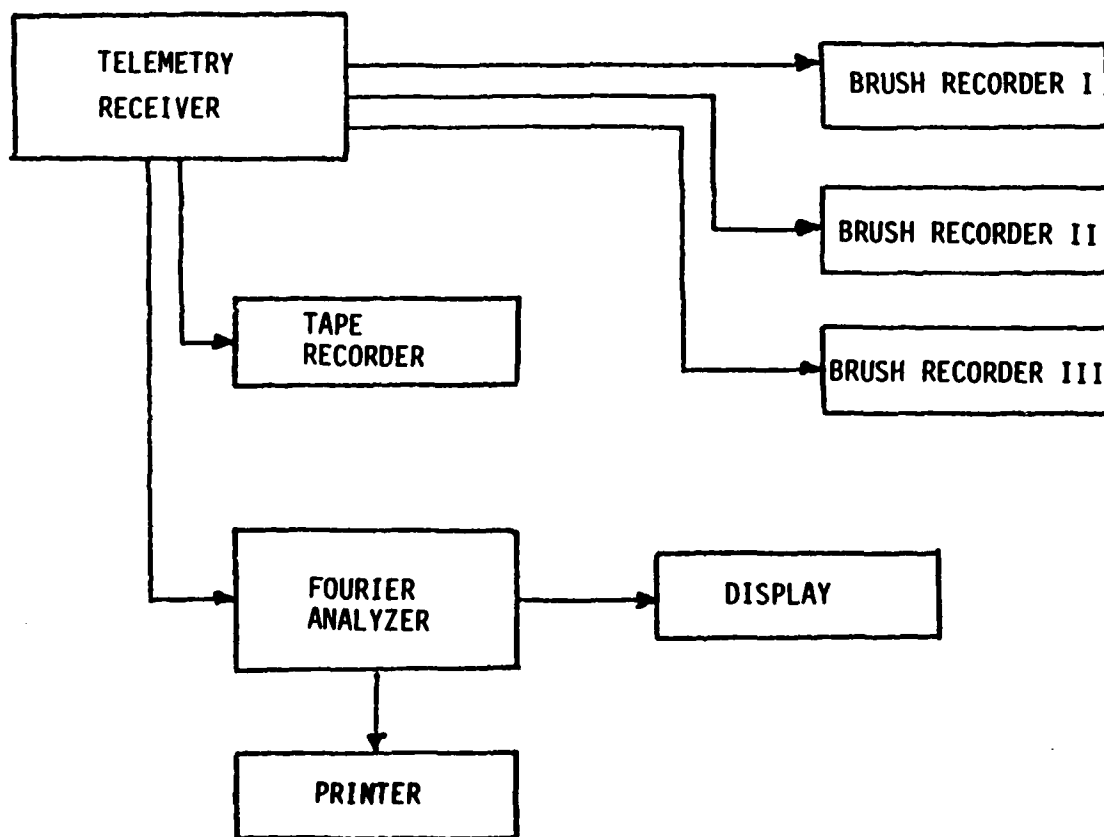 TELEMETRY
RECEIVER
BRUSH RECORDER I
BRUSH RECORDER II
BRUSH RECORDER III
TAPE
RECORDER
FOURIER
ANALYZER
DISPLAY
PRINTER